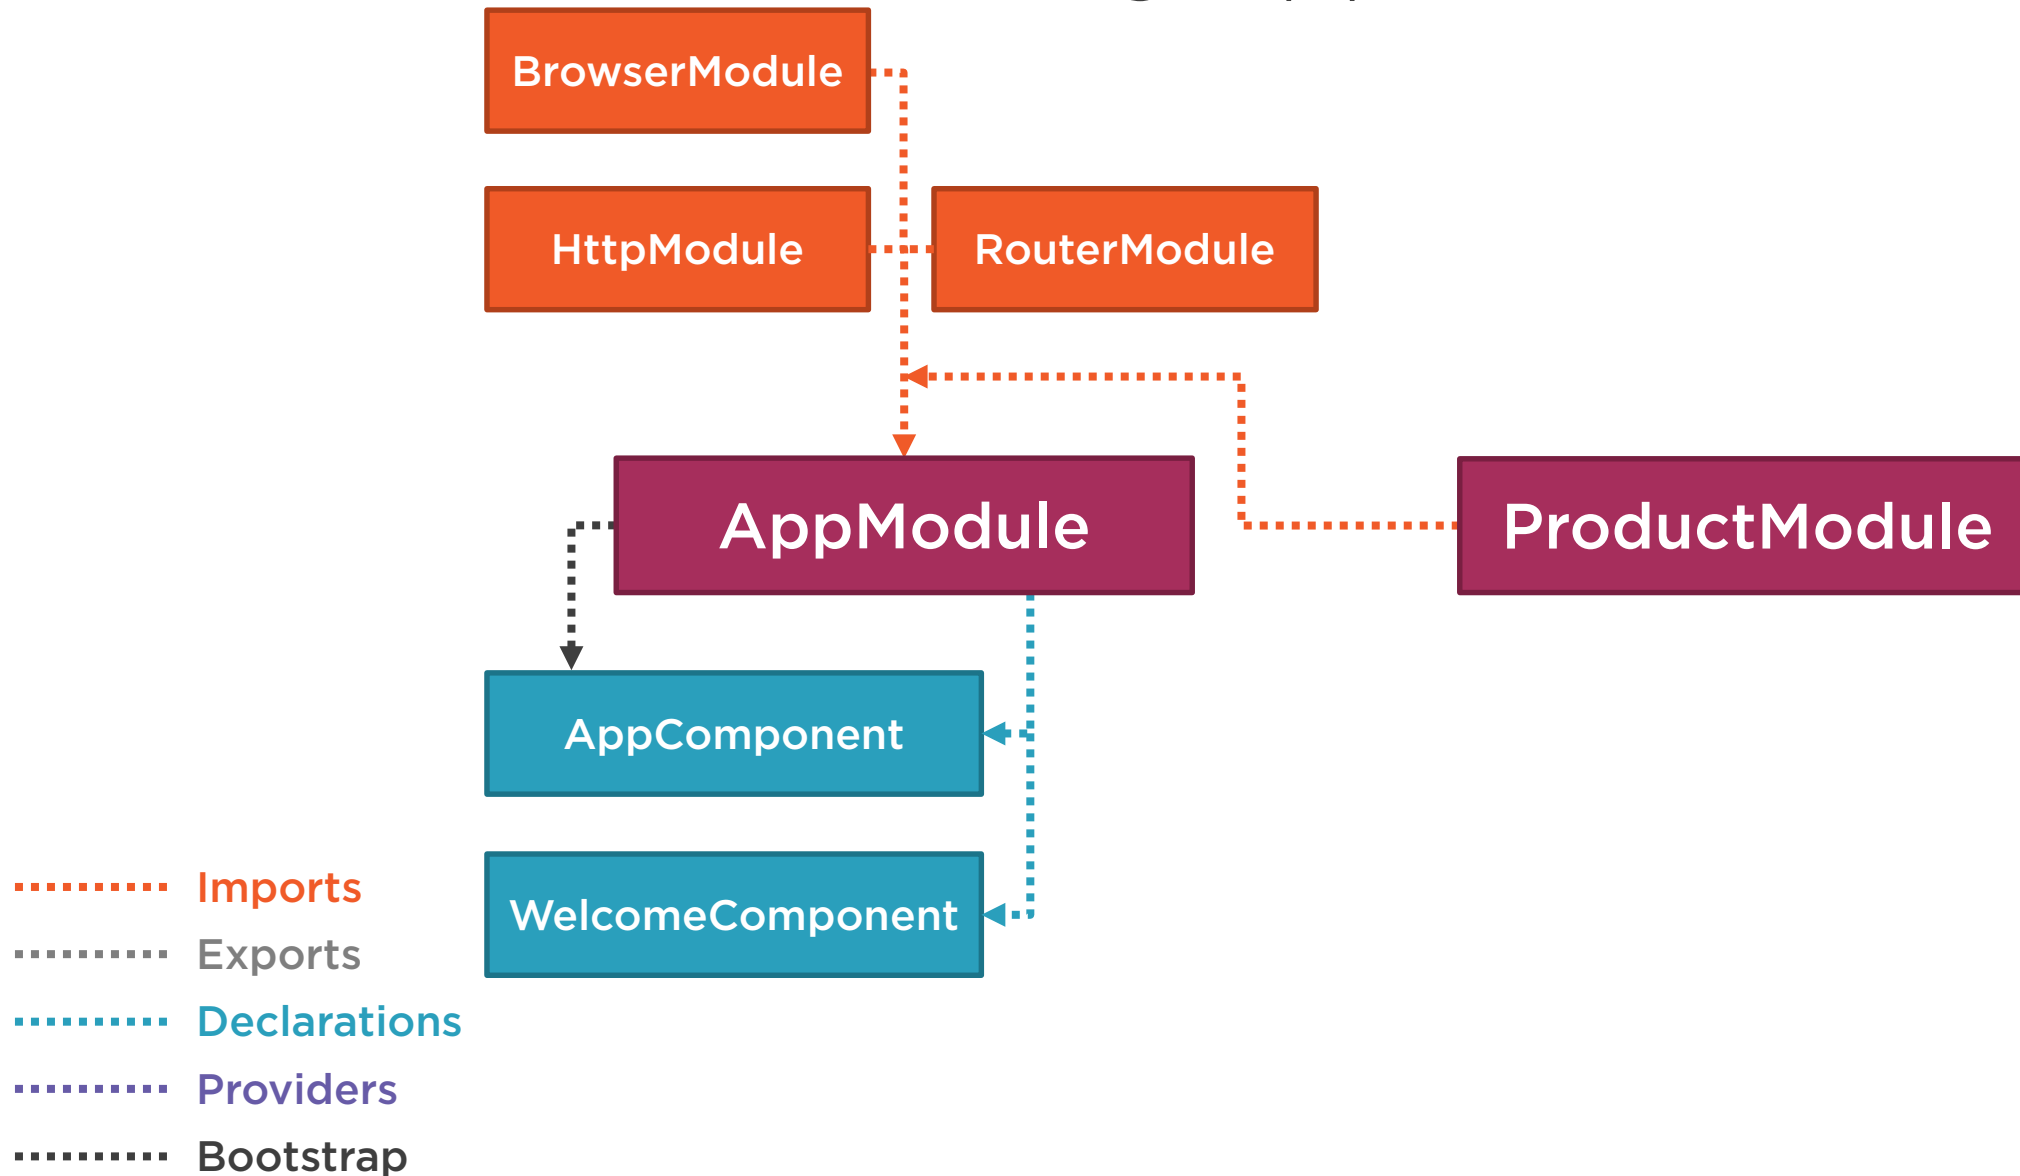 BrowserModule
HttpModule
RouterModule
AppModule
ProductModule
AppComponent
WelcomeComponent
Imports
Exports
Declarations
Providers
Bootstrap